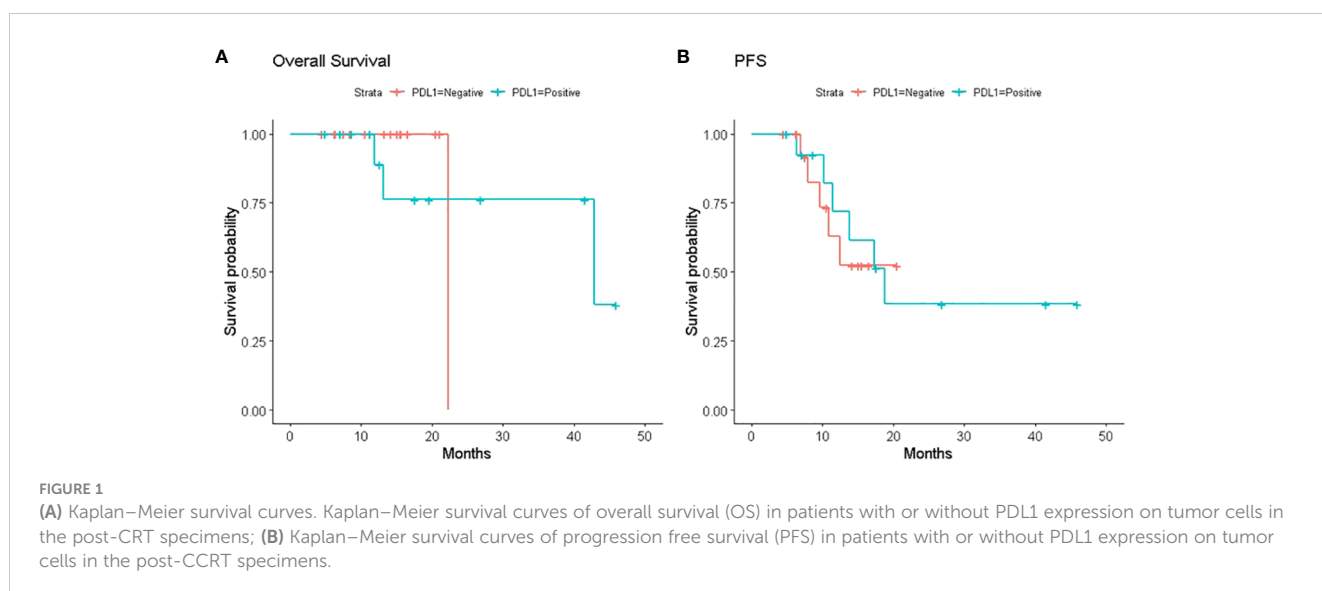 A Overall Survival
Strata PDL1=Negative PDL1=Positive
Survival probability
1.00
0.75
0.50
0.25
0.00
0 10 20 30 40 50
Months
B PFS
Strata PDL1=Negative PDL1=Positive
Survival probability
1.00
0.75
0.50
0.25
0.00
0 10 20 30 40 50
Months
FIGURE 1
(A) Kaplan–Meier survival curves. Kaplan–Meier survival curves of overall survival (OS) in patients with or without PDL1 expression on tumor cells in
the post-CRT specimens; (B) Kaplan–Meier survival curves of progression free survival (PFS) in patients with or without PDL1 expression on tumor
cells in the post-CCRT specimens.